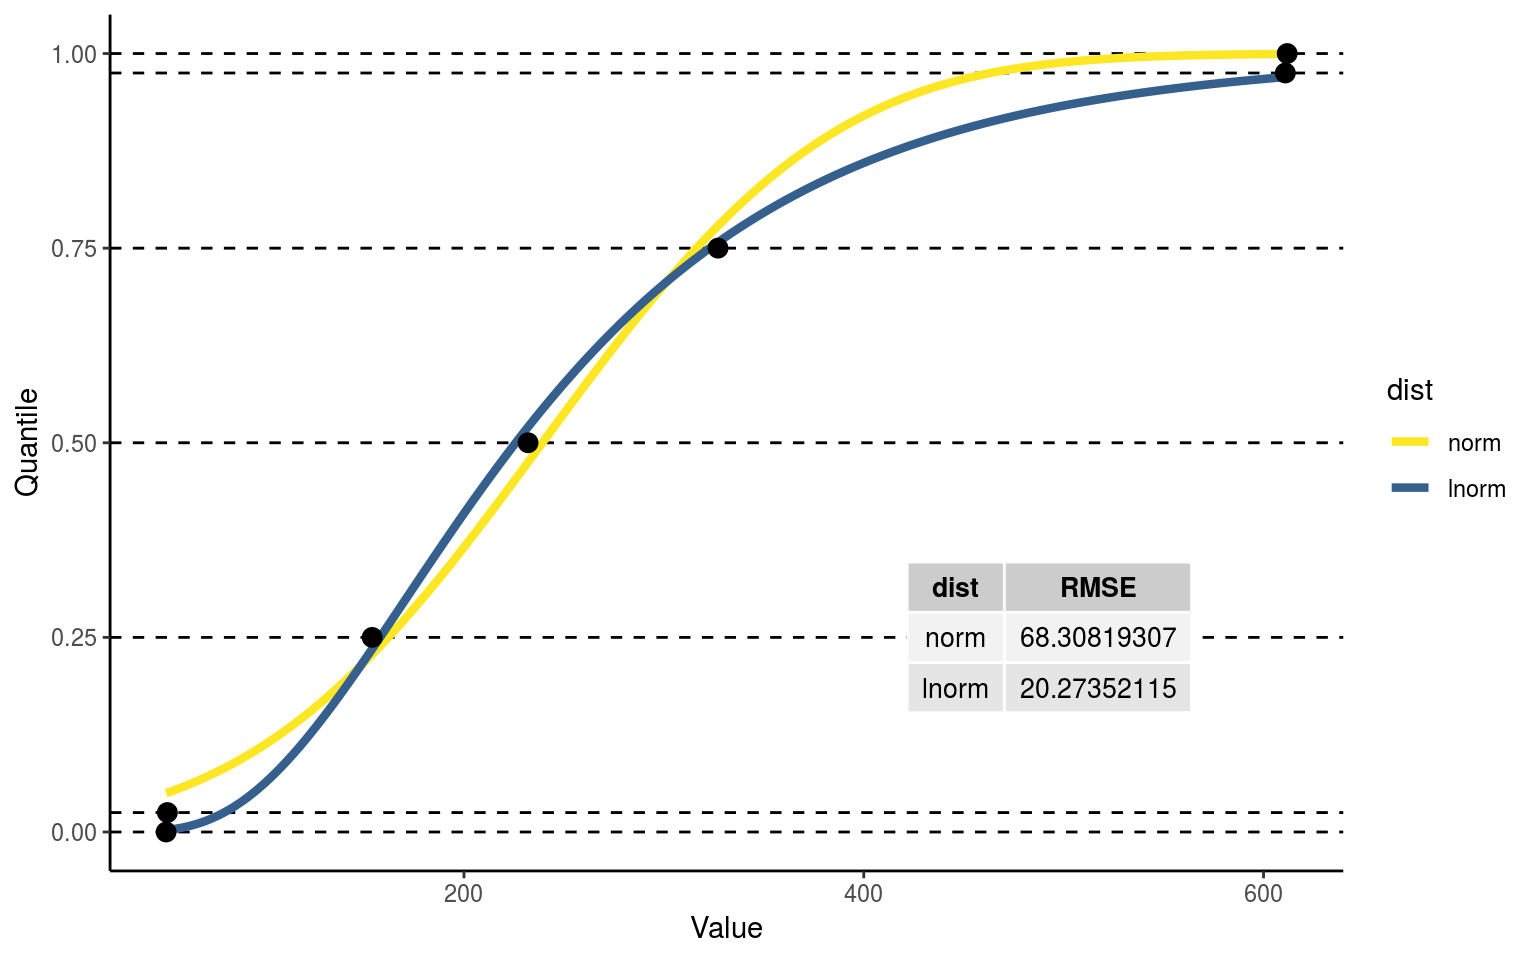 1.00
0.75
0.50
0.25
0.00
Quantile
200
400
600
Value
dist
norm
lnorm
dist RMSE
norm 68.30819307
lnorm 20.27352115